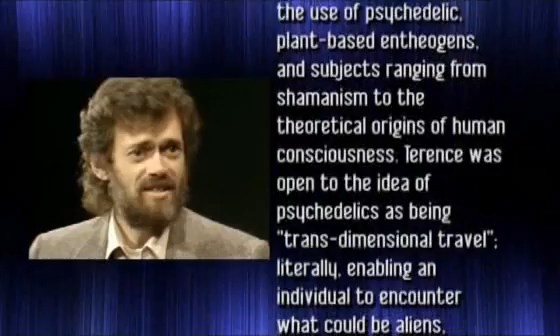 the use of psychedelic,
plant-based entheogens,
and subjects ranging from
shamanism to the
theoretical origins of human
consciousness. Terence was
open to the idea of
psychedelics as being
"trans-dimensional travel";
literally, enabling an
individual to encounter
what could be aliens,